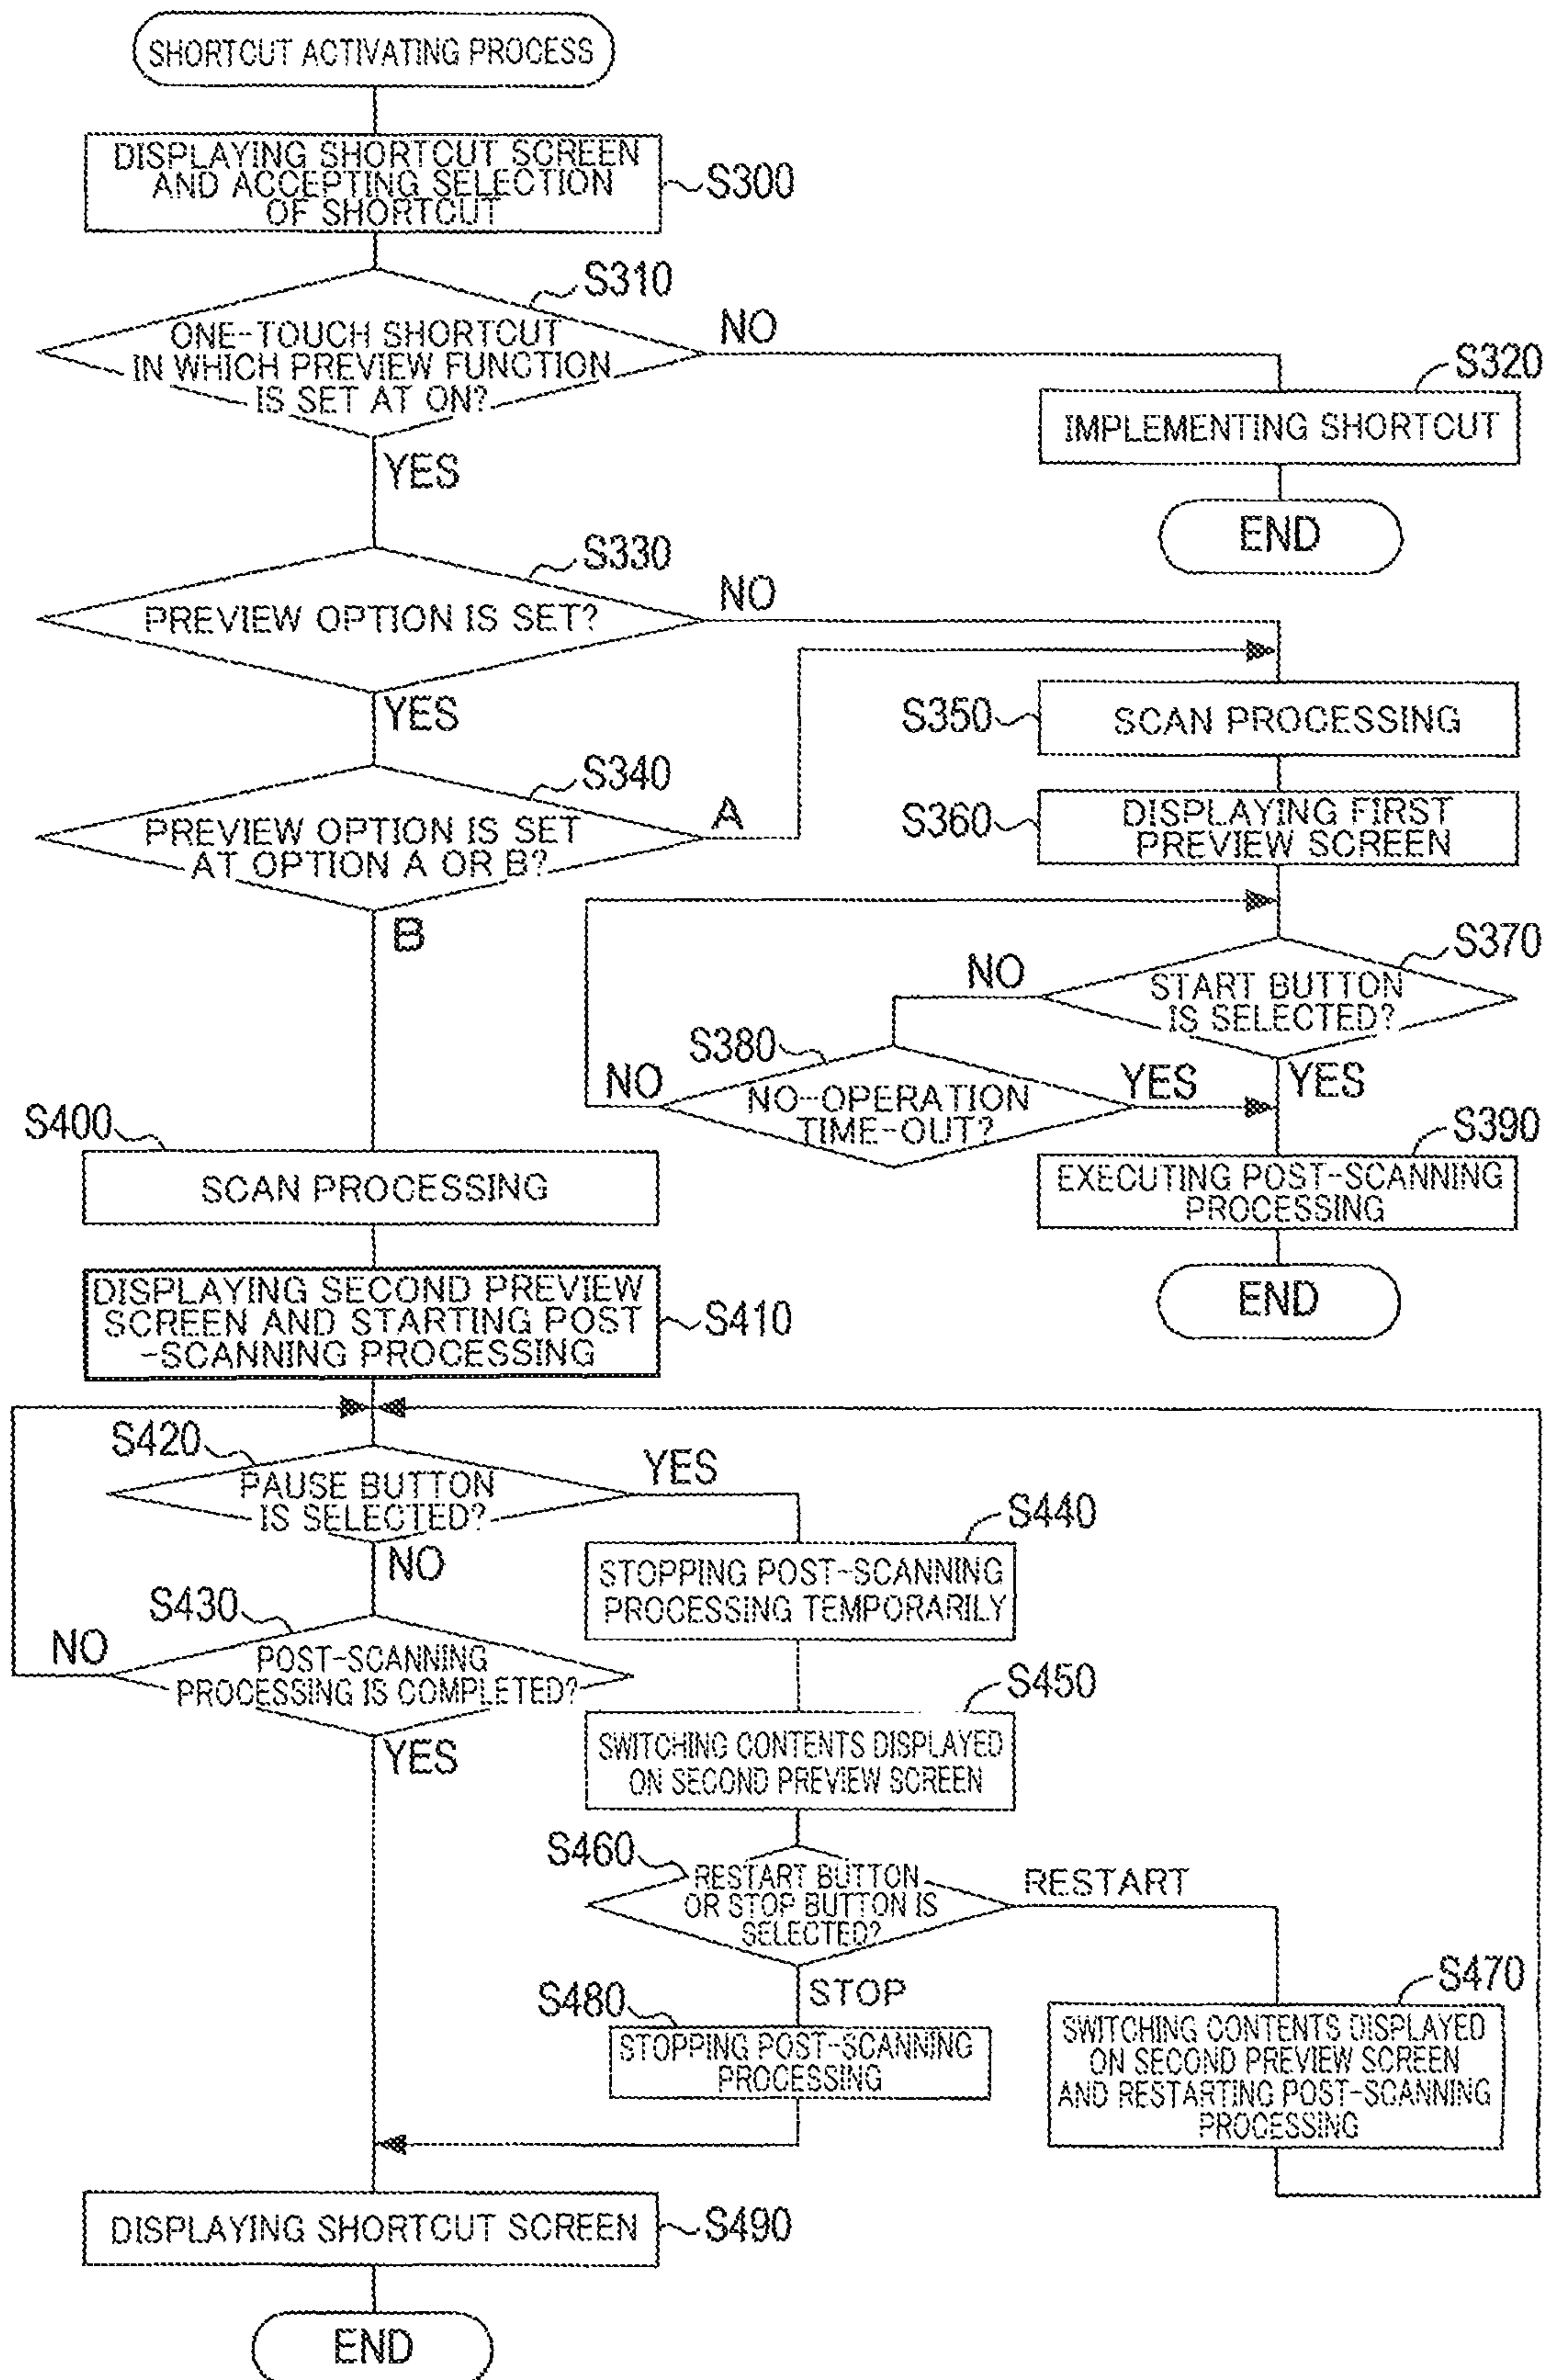 SHORTCUT ACTIVATING PROCESS
DISPLAYING SHORTCUT SCREEN
AND ACCEPTING SELECTION
OF SHORTCUT
S300
S310
ONE-TOUCH SHORTCUT
IN WHICH PREVIEW FUNCTION
IS SET AT ON?
NO
YES
S320
IMPLEMENTING SHORTCUT
END
S330
PREVIEW OPTION IS SET?
NO
YES
S340
PREVIEW OPTION IS SET
AT OPTION A OR B?
A
B
S350
SCAN PROCESSING
S360
DISPLAYING FIRST
PREVIEW SCREEN
S370
START BUTTON
IS SELECTED?
NO
YES
S380
NO-OPERATION
TIME-OUT?
NO
YES
S390
EXECUTING POST-SCANNING
PROCESSING
END
S400
SCAN PROCESSING
DISPLAYING SECOND PREVIEW
SCREEN AND STARTING POST
-SCANNING PROCESSING
S410
S420
PAUSE BUTTON
IS SELECTED?
YES
NO
S430
POST-SCANNING
PROCESSING IS COMPLETED?
NO
YES
S440
STOPPING POST-SCANNING
PROCESSING TEMPORARILY
S450
SWITCHING CONTENTS DISPLAYED
ON SECOND PREVIEW SCREEN
S460
RESTART BUTTON
OR STOP BUTTON IS
SELECTED?
RESTART
STOP
S470
SWITCHING CONTENTS DISPLAYED
ON SECOND PREVIEW SCREEN
AND RESTARTING POST-SCANNING
PROCESSING
S480
STOPPING POST-SCANNING
PROCESSING
DISPLAYING SHORTCUT SCREEN
S490
END